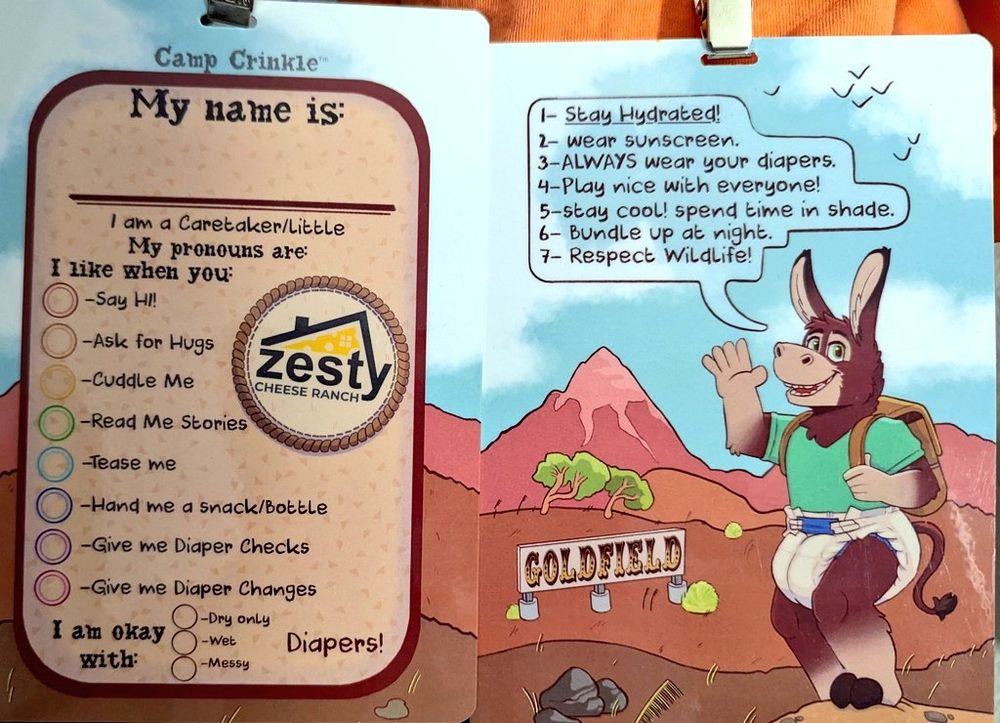 Camp Crinkle™
My name is:
I am a Caretaker/little
My pronouns are:
I like when you:
-Say HI!
-Ask for Hugs
-Cuddle Me
-Read Me Stories
-Tease me
-Hand me a snack/Bottle
-Give me Diaper Checks
-Give me Diaper Changes
I am okay with:
-Dry only
-Wet
-Messy
Diapers!
zesty
CHEESE RANCH
1- Stay Hydrated!
2- wear sunscreen.
3-ALWAYS wear your diapers.
4-Play nice with everyone!
5-stay cool! spend time in shade.
6- Bundle up at night.
7- Respect Wildlife!
GOLDFIELD